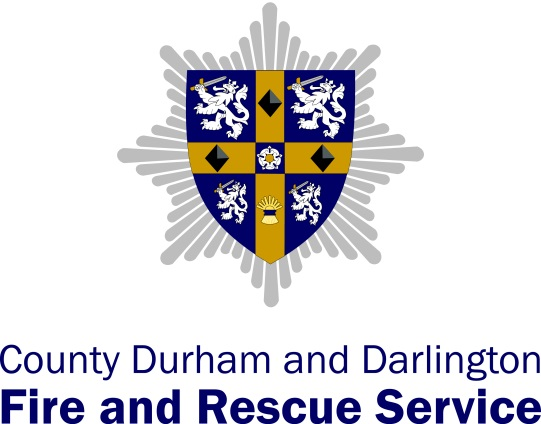 County Durham and Darlington
Fire and Rescue Service